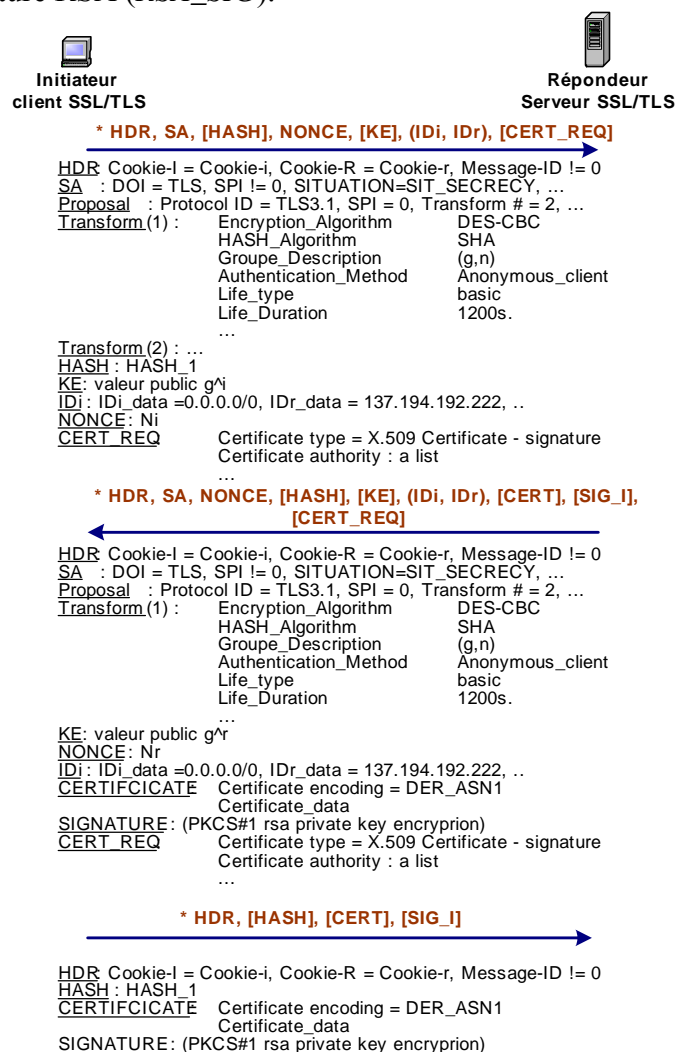 Initiateur
client SSL/TLS
Répondeur
Serveur SSL/TLS
* HDR, SA, [HASH], NONCE, [KE], (IDi, IDr), [CERT_REQ]
HDR: Cookie-I = Cookie-i, Cookie-R = Cookie-r, Message-ID != 0
SA : DOI = TLS, SPI != 0, SITUATION=SIT_SECRECY, …
Proposal : Protocol ID = TLS3.1, SPI = 0, Transform # = 2, …
Transform (1) : Encryption_Algorithm DES-CBC
HASH_Algorithm SHA
Groupe_Description (g,n)
Authentication_Method Anonymous_client
Life_type basic
Life_Duration 1200s.
…
Transform (2) : …
HASH : HASH_1
KE: valeur public g^i
IDi : IDi_data =0.0.0.0/0, IDr_data = 137.194.192.222, ..
NONCE: Ni
CERT_REQ Certificate type = X.509 Certificate - signature
Certificate authority : a list
…
* HDR, SA, NONCE, [HASH], [KE], (IDi, IDr), [CERT], [SIG_I],
[CERT_REQ]
HDR: Cookie-I = Cookie-i, Cookie-R = Cookie-r, Message-ID != 0
SA : DOI = TLS, SPI != 0, SITUATION=SIT_SECRECY, …
Proposal : Protocol ID = TLS3.1, SPI = 0, Transform # = 2, …
Transform (1) : Encryption_Algorithm DES-CBC
HASH_Algorithm SHA
Groupe_Description (g,n)
Authentication_Method Anonymous_client
Life_type basic
Life_Duration 1200s.
…
KE: valeur public g^r
NONCE : Nr
IDi : IDi_data =0.0.0.0/0, IDr_data = 137.194.192.222, ..
CERTIFCICATE Certificate encoding = DER_ASN1
Certificate_data
SIGNATURE : (PKCS#1 rsa private key encryprion)
CERT_REQ Certificate type = X.509 Certificate - signature
Certificate authority : a list
…
* HDR, [HASH], [CERT], [SIG_I]
HDR: Cookie-I = Cookie-i, Cookie-R = Cookie-r, Message-ID != 0
HASH : HASH_1
CERTIFCICATE Certificate encoding = DER_ASN1
Certificate_data
SIGNATURE : (PKCS#1 rsa private key encryprion)